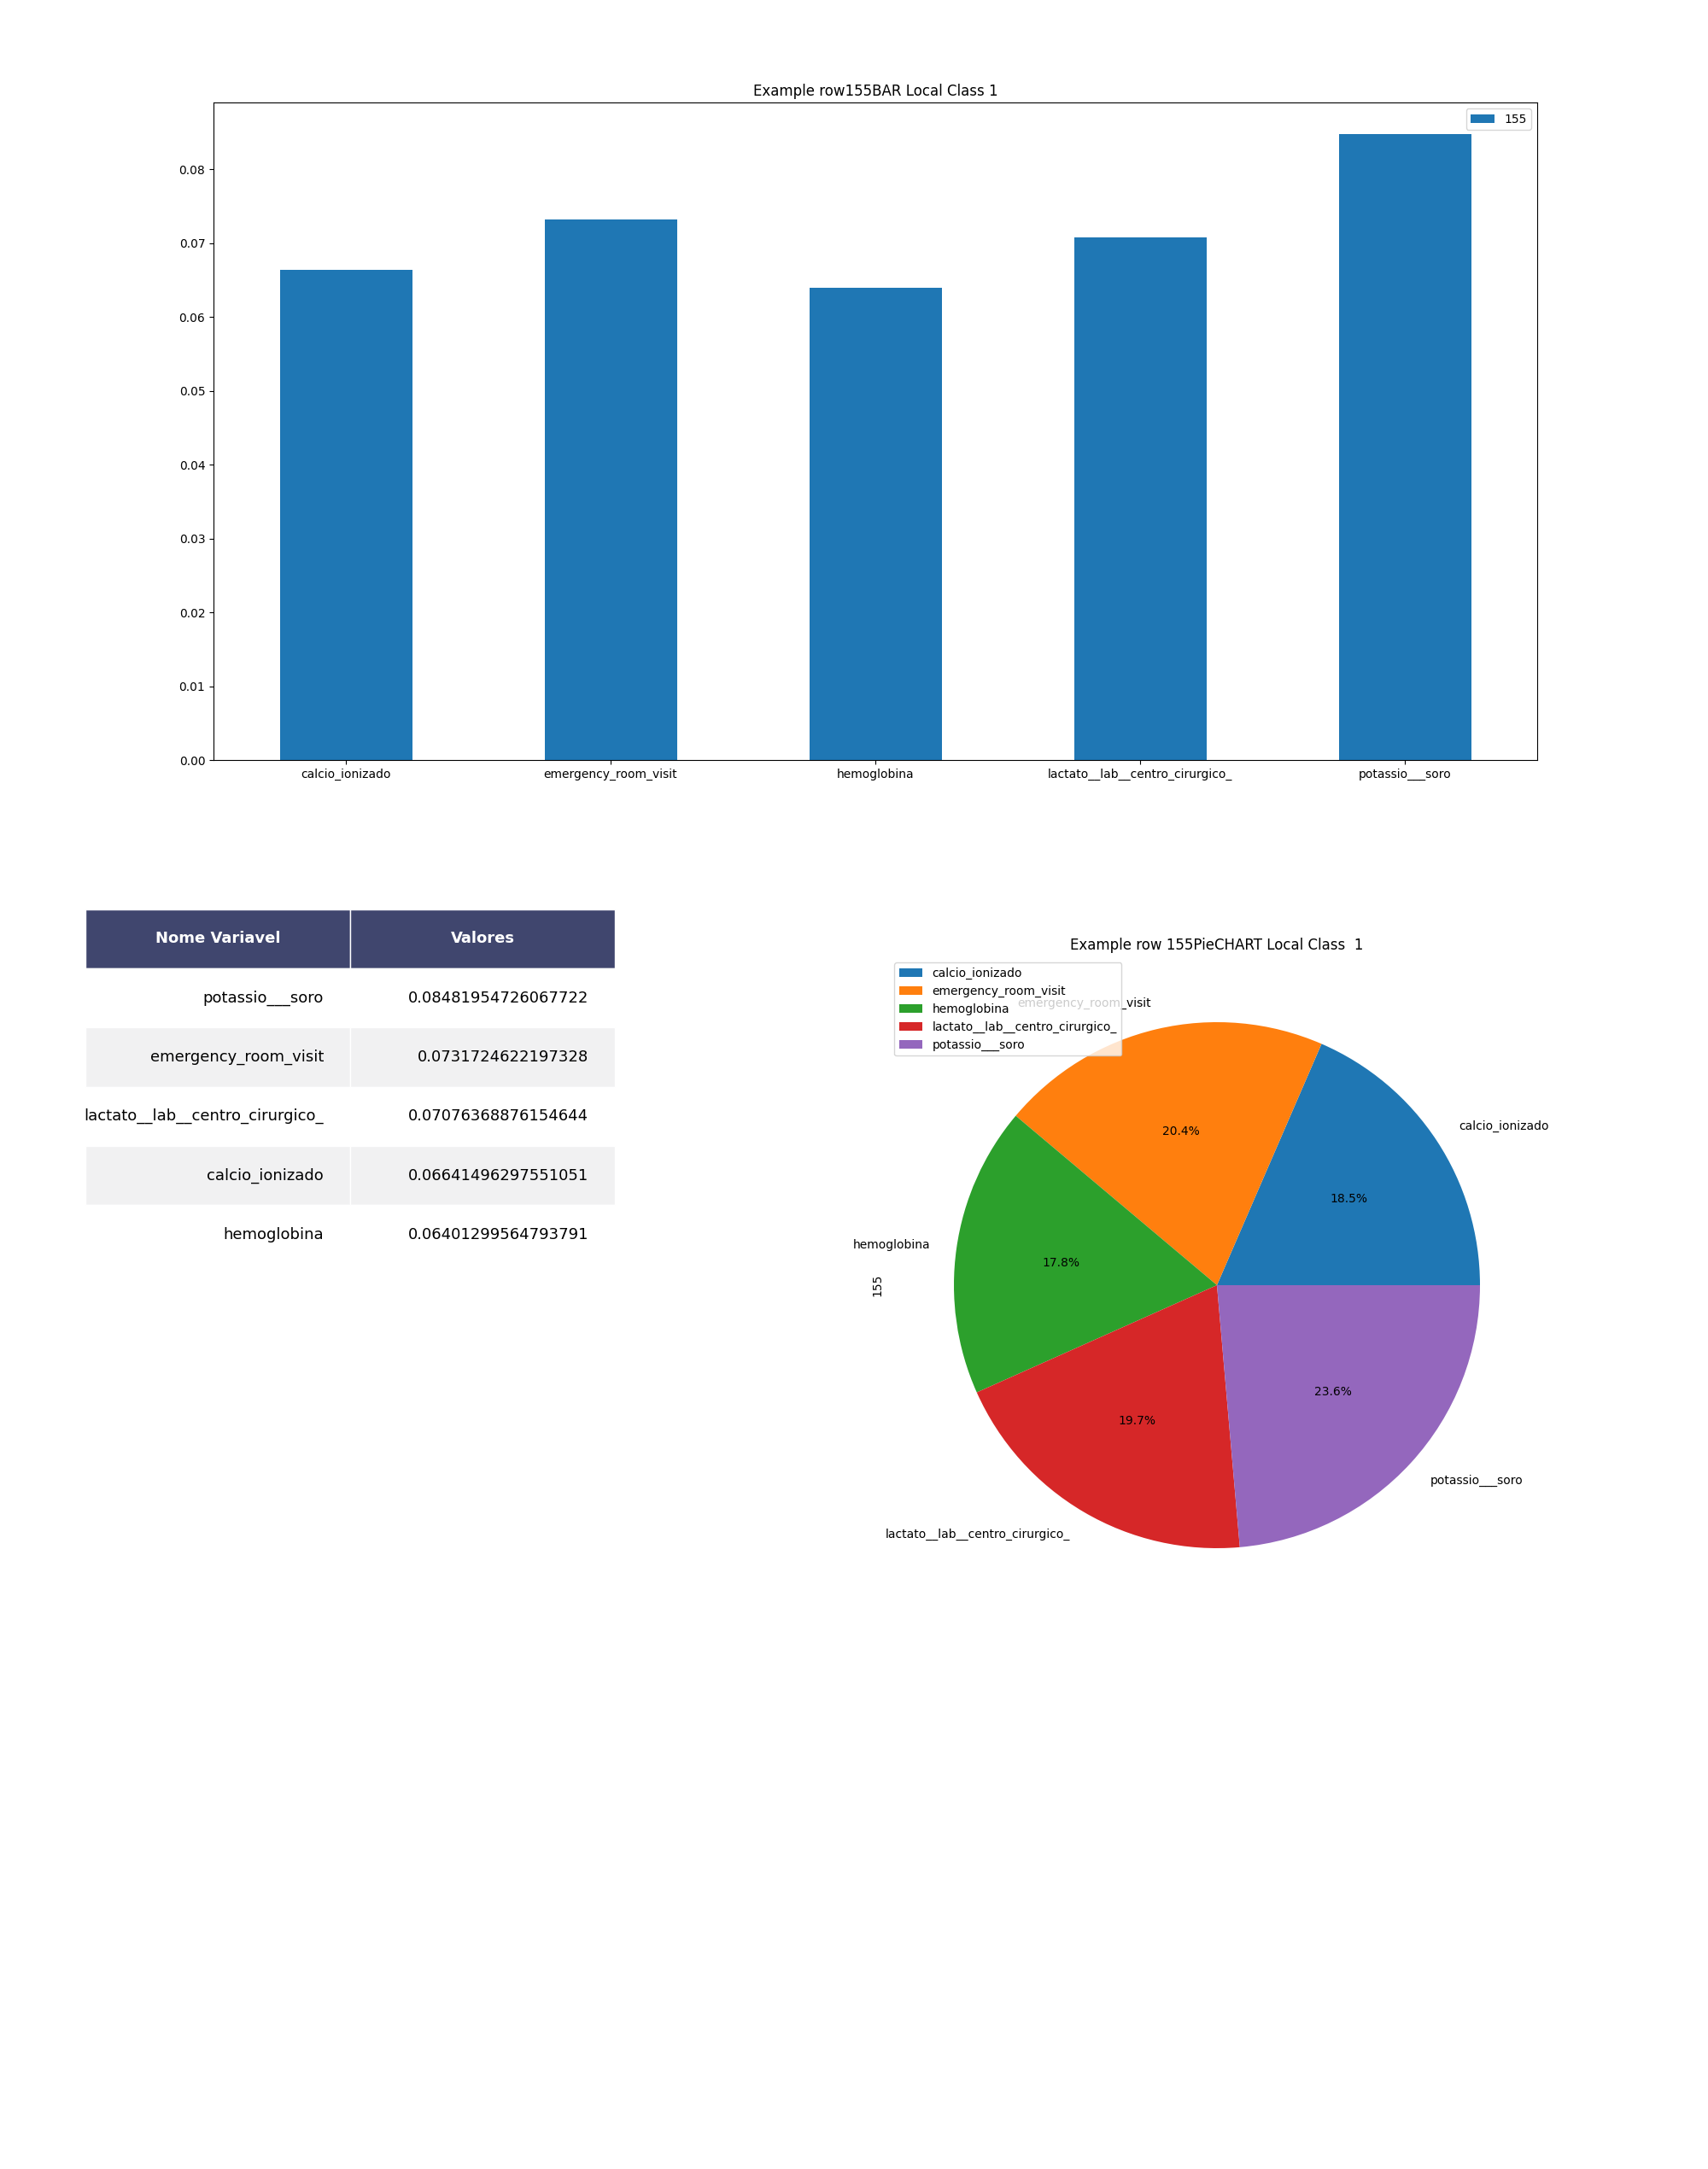 Example row155BAR Local Class 1
155
0.08
0.07
0.06
0.05
0.04
0.03
0.02
0.01
0.00
calcio_ionizado emergency_room_visit hemoglobina lactato__lab__centro_cirurgico_ potassio___soro
Nome Variavel Valores
potassio___soro 0.08481954726067722
emergency_room_visit 0.0731724622197328
lactato__lab__centro_cirurgico_ 0.07076368876154644
calcio_ionizado 0.06641496297551051
hemoglobina 0.06401299564793791
Example row 155PieCHART Local Class  1
calcio_ionizado
emergency_room_visit
hemoglobina
lactato__lab__centro_cirurgico_
potassio___soro
emergency_room_visit
calcio_ionizado
20.4%
18.5%
hemoglobina
17.8%
155
23.6%
19.7%
potassio___soro
lactato__lab__centro_cirurgico_